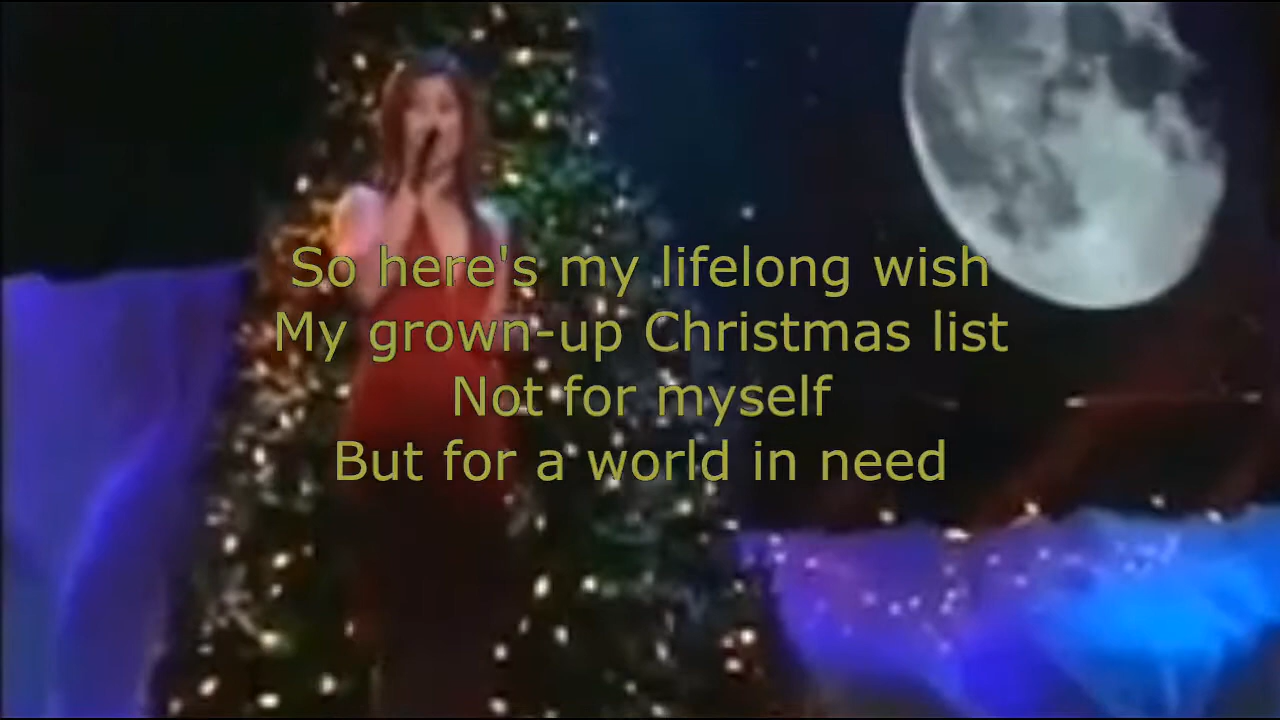 So here's my lifelong wish
My grown-up Christmas list
Not for myself
But for a world in need